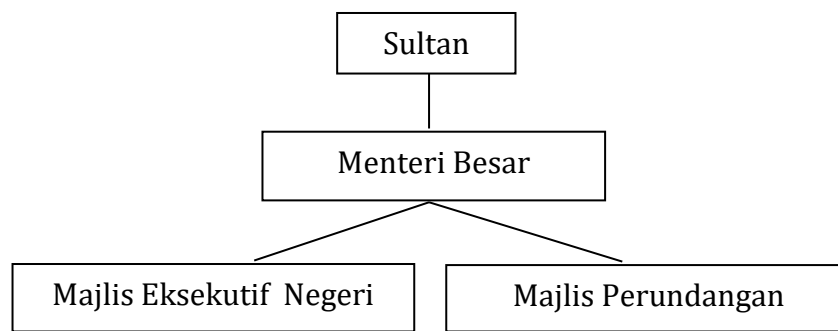 Sultan
Menteri Besar
Majlis Eksekutif Negeri
Majlis Perundangan